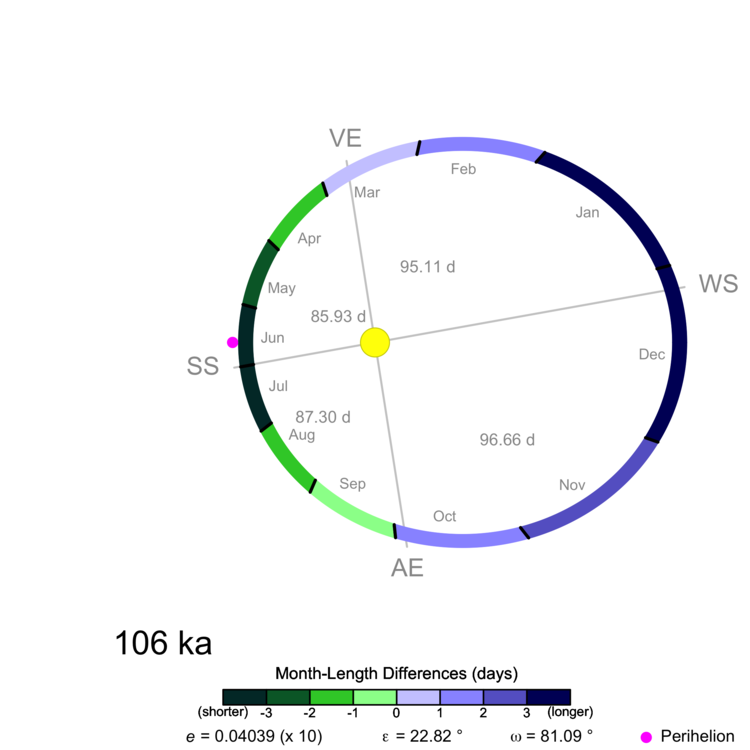 VE
Feb
Mar
Jan
Apr
95.11 d
WS
May
85.93 d
Jun
Dec
SS
Jul
87.30 d
Aug
96.66 d
Sep
Nov
Oct
AE
106 ka
Month-Length Differences (days)
(shorter) -3 -2 -1 0 1 2 3 (longer)
e = 0.04039 (x 10) ε = 22.82 ° ω = 81.09 ° Perihelion